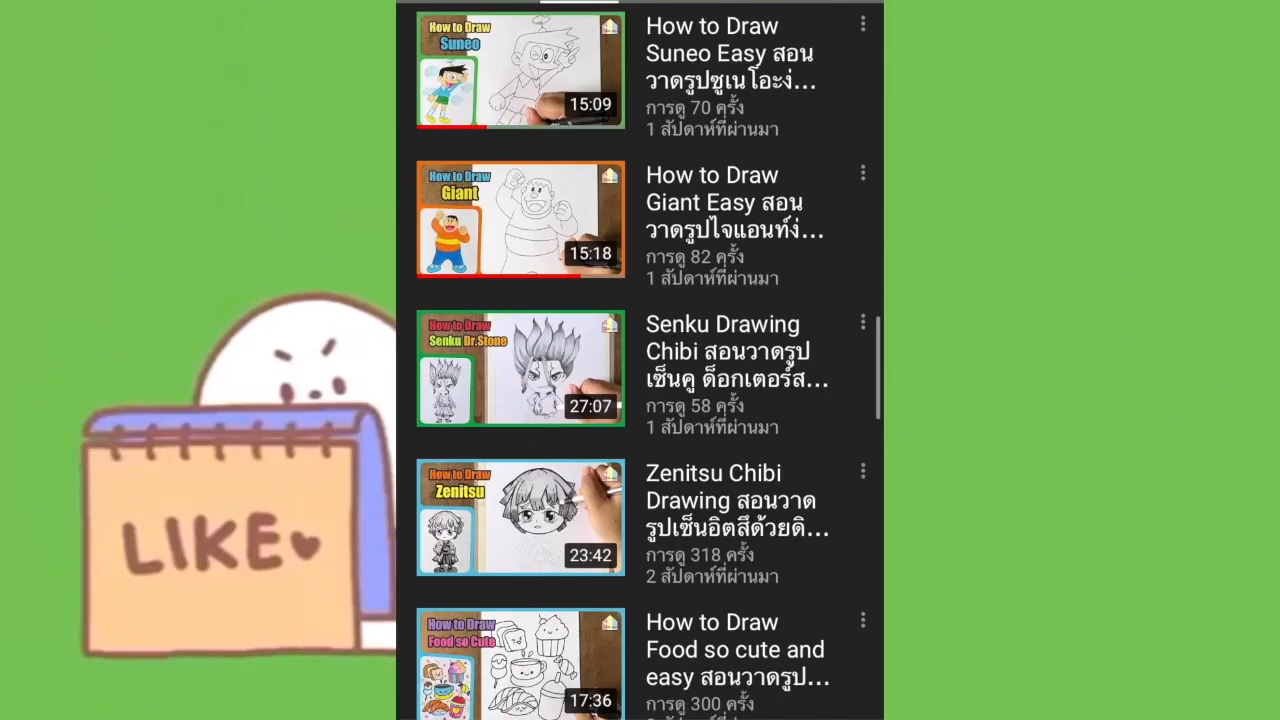 How to Draw
Suneo
15:09
How to Draw
Suneo Easy สอน
วาดรูปซูเนโอะง่...
การดู 70 ครั้ง
1 สัปดาห์ที่ผ่านมา
How to Draw
Giant
15:18
How to Draw
Giant Easy สอน
วาดรูปไจแอนท์ง่...
การดู 82 ครั้ง
1 สัปดาห์ที่ผ่านมา
How to Draw
Senku Dr.Stone
27:07
Senku Drawing
Chibi สอนวาดรูป
เซ็นคู ด็อกเตอร์ส...
การดู 58 ครั้ง
1 สัปดาห์ที่ผ่านมา
How to Draw
Zenitsu
23:42
Zenitsu Chibi
Drawing สอนวาด
รูปเซ็นอิตสึด้วยดิ...
การดู 318 ครั้ง
2 สัปดาห์ที่ผ่านมา
LIKE
How to Draw
Food so Cute
17:36
How to Draw
Food so cute and
easy สอนวาดรูป...
การดู 300 ครั้ง